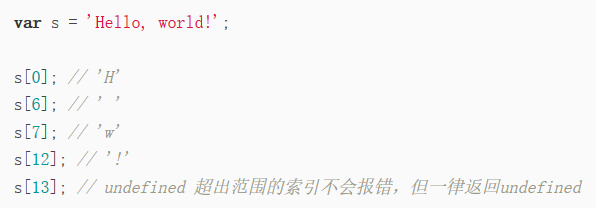 var s = 'Hello, world!';
s[0]; // 'H'
s[6]; // ' '
s[7]; // 'w'
s[12]; // '!'
s[13]; // undefined 超出范围的索引不会报错，但一律返回undefined